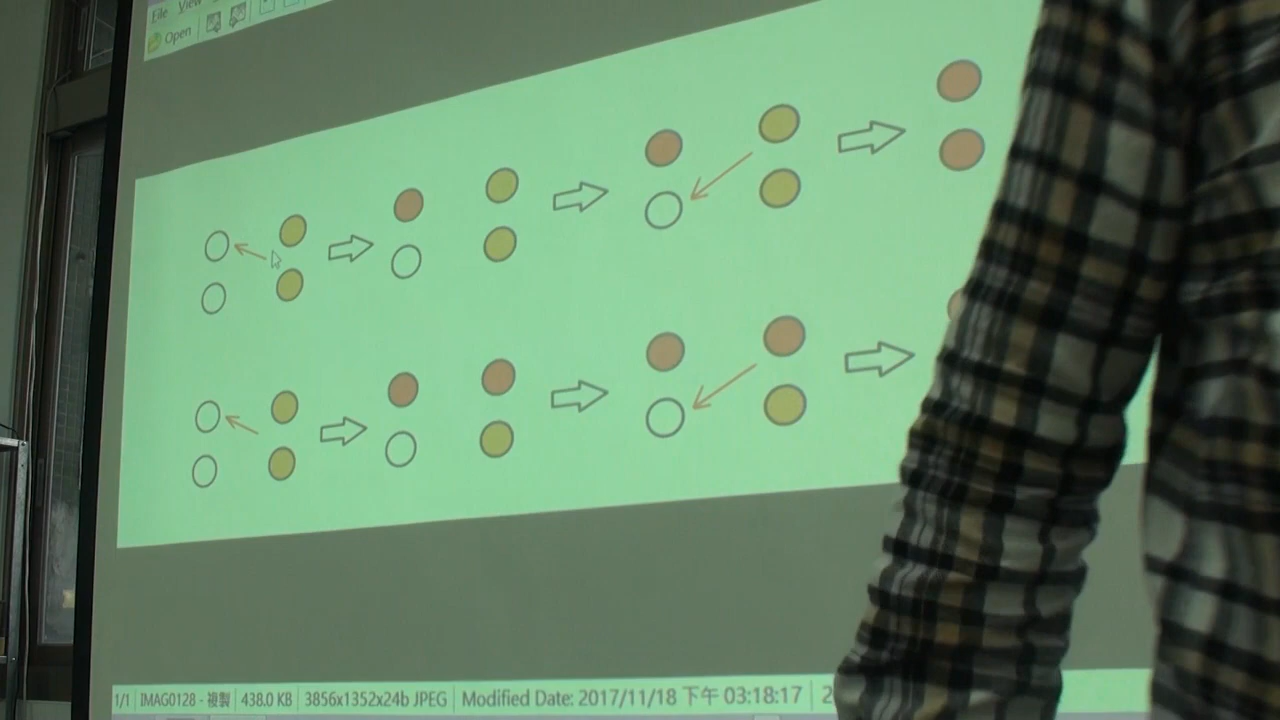 File View
Open
1/1 IMAG0128 - 複製 438.0 KB 3856x1352x24b JPEG Modified Date: 2017/11/18 下午 03:18:17 2